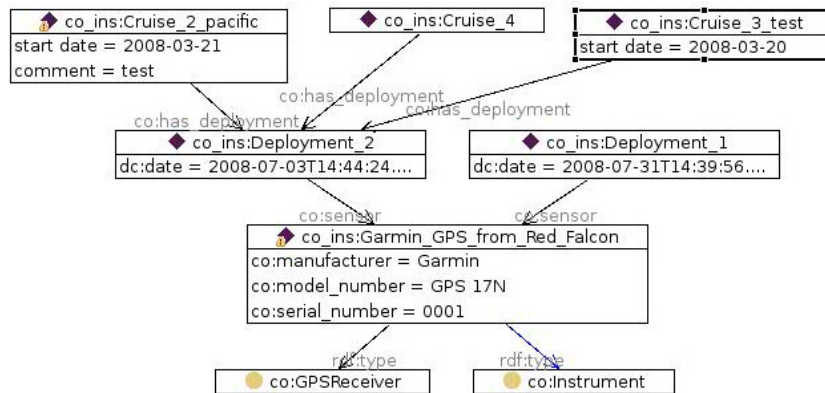 co_ins:Cruise_2_pacific
start date = 2008-03-21
comment = test
co_ins:Cruise_4
co_ins:Cruise_3_test
start date = 2008-03-20
co:has_deployment
co:has_deployment
co:has_deployment
co_ins:Deployment_2
dc:date = 2008-07-03T14:44:24....
co_ins:Deployment_1
dc:date = 2008-07-31T14:39:56....
co:sensor
co:sensor
co_ins:Garmin_GPS_from_Red_Falcon
co:manufacturer = Garmin
co:model_number = GPS 17N
co:serial_number = 0001
rdf:type
rdf:type
co:GPSReceiver
co:Instrument